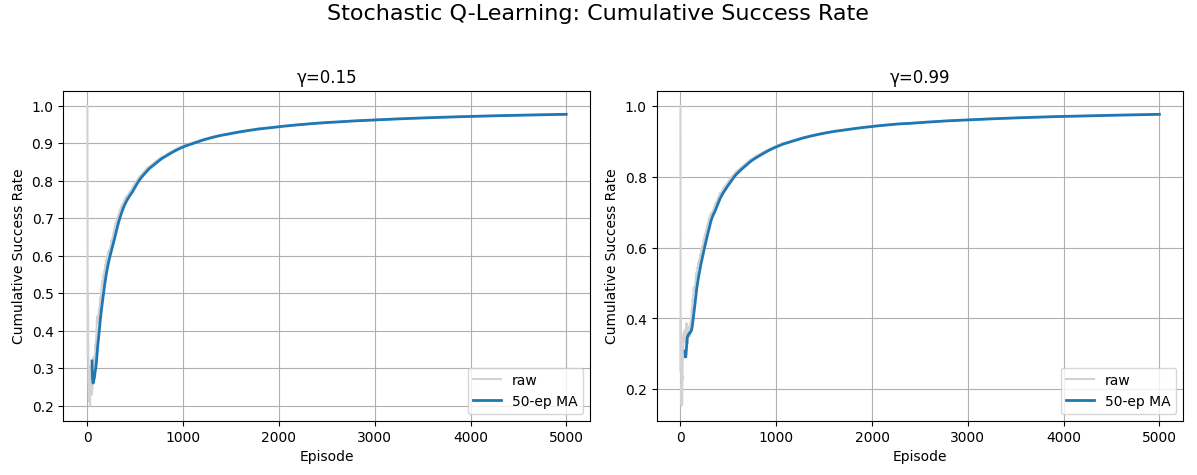 Stochastic Q-Learning: Cumulative Success Rate
γ=0.15
Cumulative Success Rate
1.0
0.9
0.8
0.7
0.6
0.5
0.4
0.3
0.2
raw
50-ep MA
0 1000 2000 3000 4000 5000
Episode
γ=0.99
Cumulative Success Rate
1.0
0.8
0.6
0.4
0.2
raw
50-ep MA
0 1000 2000 3000 4000 5000
Episode